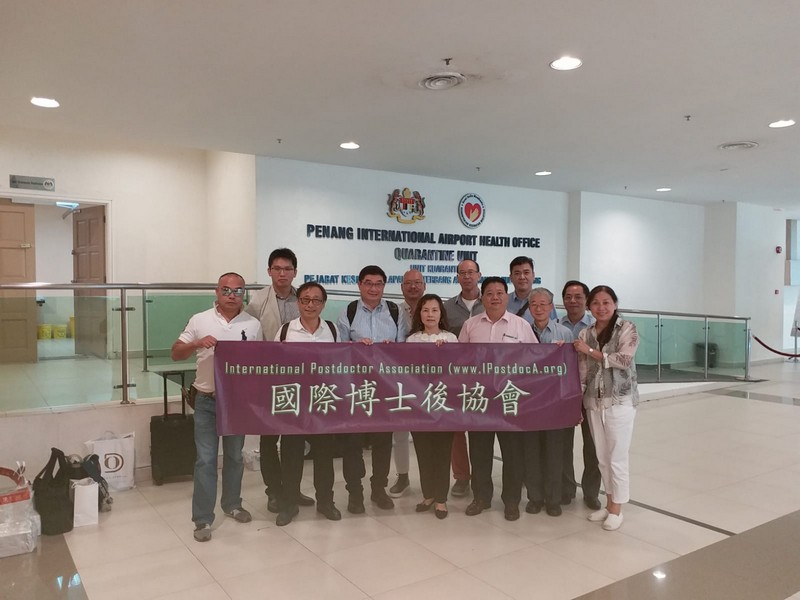 PENANG INTERNATIONAL AIRPORT HEALTH OFFICE
QUARANTINE UNIT
International Postdoctor Association (www.IPostdocA.org)
國際博士後協會